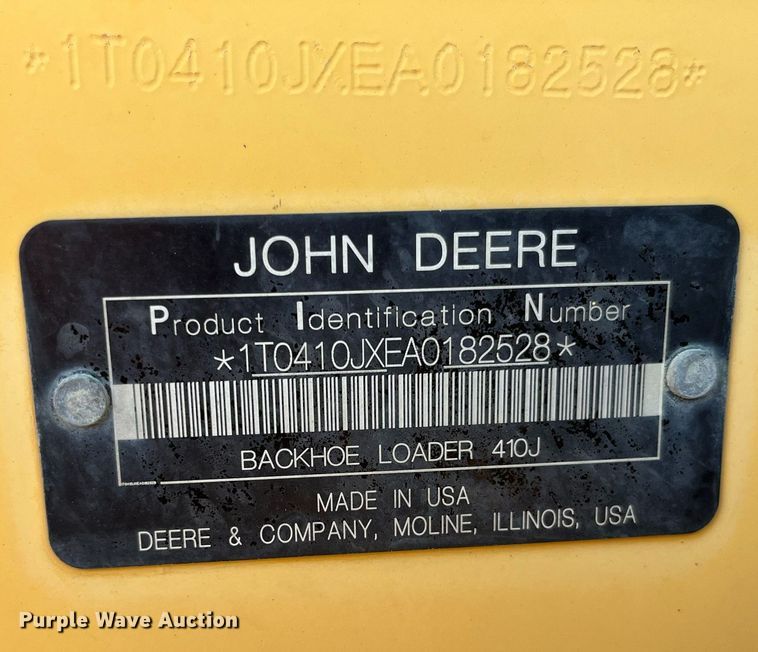 *1T0410JXEA0182528*
JOHN DEERE
Product Identification Number
*1T0410JXEA0182528*
BACKHOE LOADER 410J
MADE IN USA
DEERE & COMPANY, MOLINE, ILLINOIS, USA
Purple Wave Auction